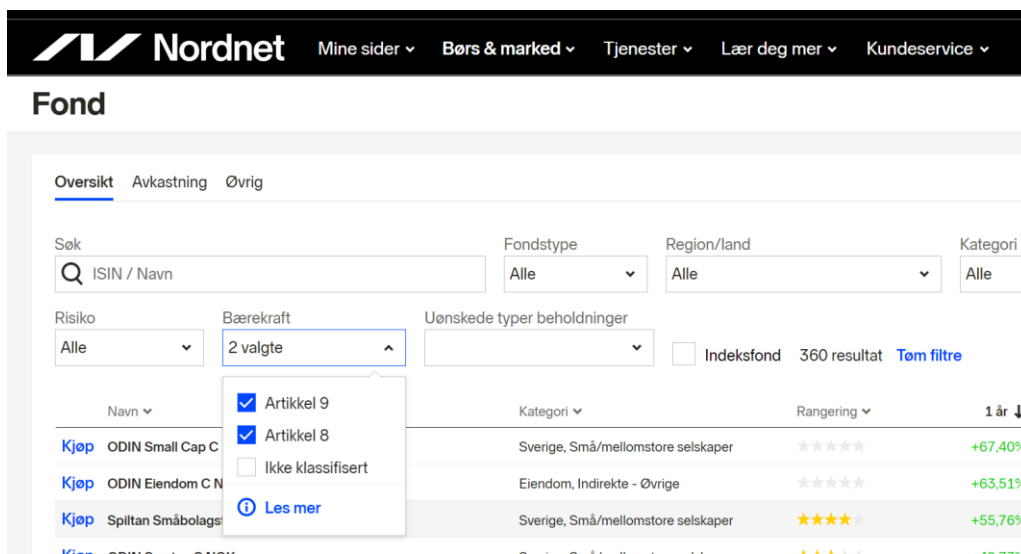 Nordnet Mine sider Børs & marked Tjenester Lær deg mer Kundeservice
Fond
Oversikt Avkastning Øvrig
Søk Fondstype Region/land Kategori
ISIN / Navn Alle Alle Alle
Risiko Bærekraft Uønskede typer beholdninger
Alle 2 valgte Indeksfond 360 resultat Tøm filtre
Artikkel 9
Navn Kategori Rangering 1 år
Artikkel 8
Kjøp ODIN Small Cap C Sverige, Små/mellomstore selskaper +67,40%
Ikke klassifisert
Kjøp ODIN Eiendom C N Eiendom, Indirekte - Øvrige +63,51%
Les mer
Kjøp Spiltan Småbolags Sverige, Små/mellomstore selskaper +55,76%
Kjøp ODIN